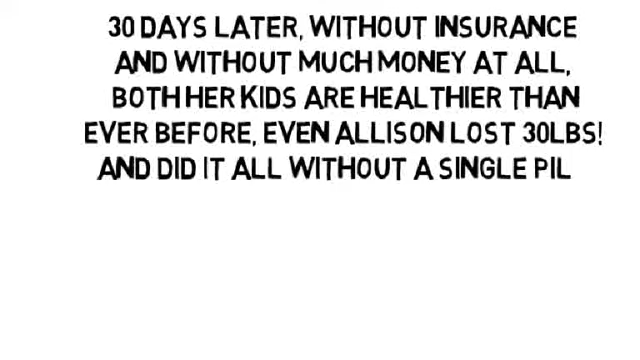 30 DAYS LATER, WITHOUT INSURANCE
AND WITHOUT MUCH MONEY AT ALL,
BOTH HER KIDS ARE HEALTHIER THAN
EVER BEFORE, EVEN ALLISON LOST 30LBS!
AND DID IT ALL WITHOUT A SINGLE PIL